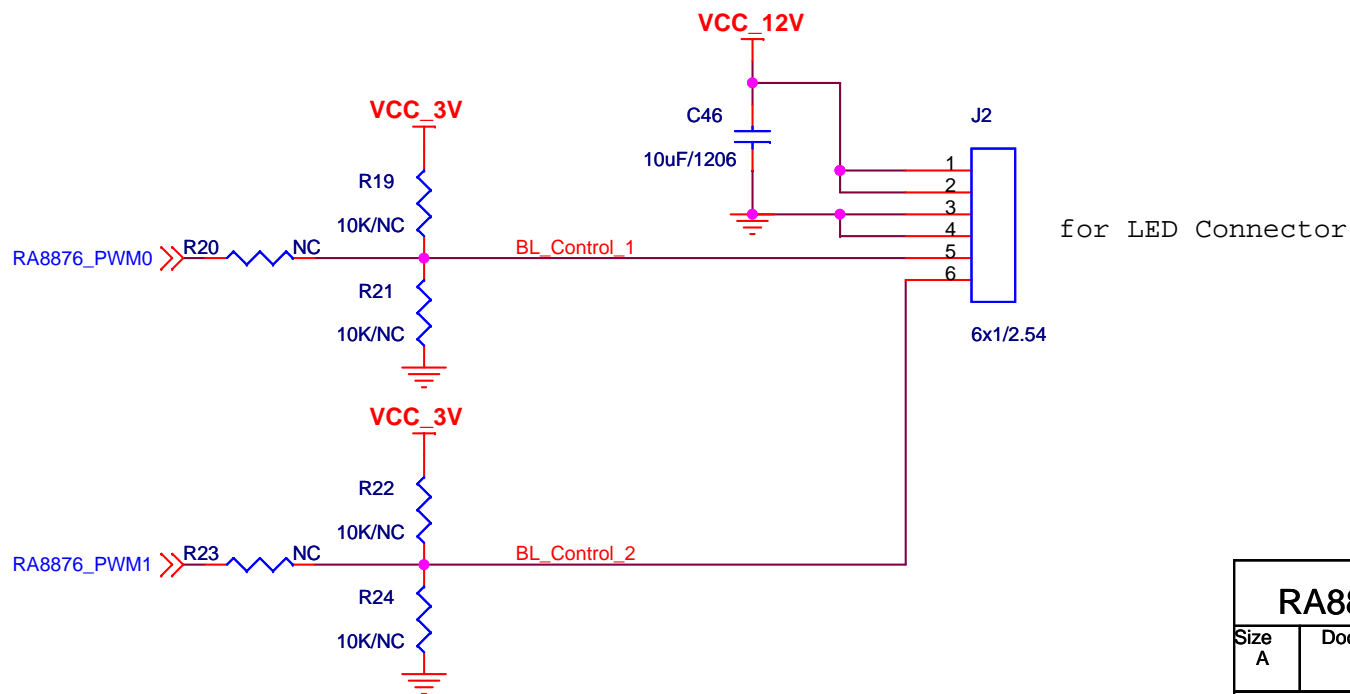 VCC_12V
VCC_3V
C46
J2
10uF/1206
1
R19
2
10K/NC
3
4
for LED Connector
RA8876_PWM0
R20
NC
BL_Control_1
5
6
R21
10K/NC
6x1/2.54
VCC_3V
R22
10K/NC
RA8876_PWM1
R23
NC
BL_Control_2
R24
10K/NC
RA88
Size
A
Doc